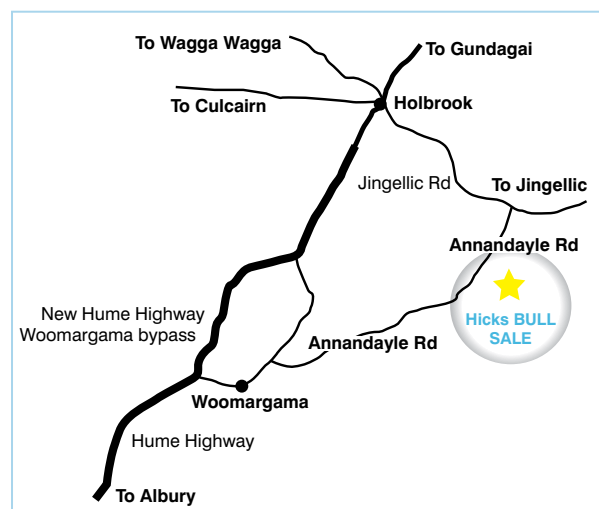 To Wagga Wagga
To Gundagai
To Culcairn
Holbrook
Jingellic Rd
To Jingellic
Annandayle Rd
Hicks BULL
SALE
New Hume Highway
Woomargama bypass
Annandayle Rd
Woomargama
Hume Highway
To Albury